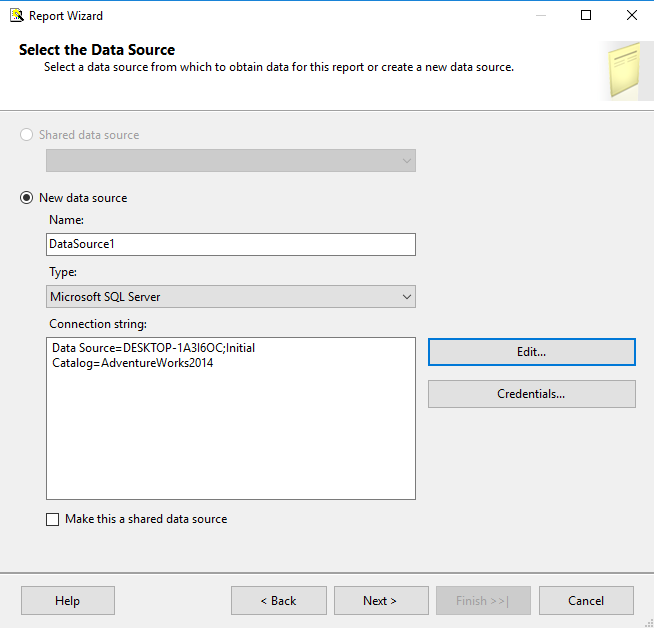 Report Wizard
Select the Data Source
Select a data source from which to obtain data for this report or create a new data source.
Shared data source
New data source
Name:
DataSource1
Type:
Microsoft SQL Server
Connection string:
Data Source=DESKTOP-1A3I6OC;Initial
Catalog=AdventureWorks2014
Edit...
Credentials...
Make this a shared data source
Help
< Back
Next >
Finish >>|
Cancel